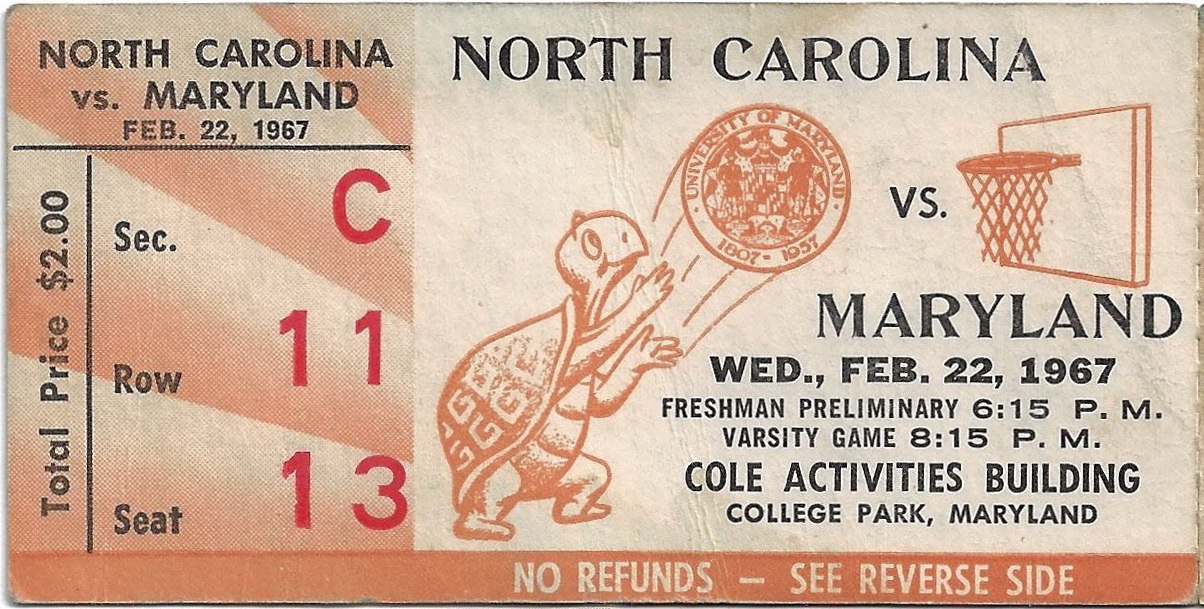 NORTH CAROLINA
vs. MARYLAND
FEB. 22, 1967
Total Price $2.00
Sec. C
Row 11
Seat 13
NORTH CAROLINA
UNIVERSITY OF MARYLAND
1807 - 1957
VS.
MARYLAND
WED., FEB. 22, 1967
FRESHMAN PRELIMINARY 6:15 P. M.
VARSITY GAME 8:15 P. M.
COLE ACTIVITIES BUILDING
COLLEGE PARK, MARYLAND
NO REFUNDS — SEE REVERSE SIDE